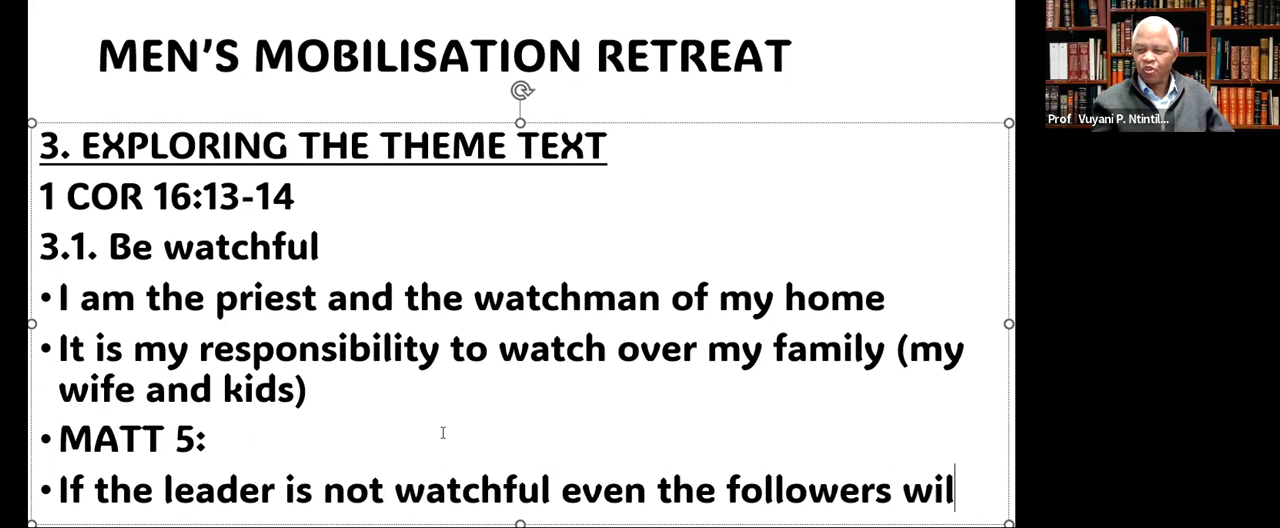 MEN'S MOBILISATION RETREAT
3. EXPLORING THE THEME TEXT
1 COR 16:13-14
3.1. Be watchful
• I am the priest and the watchman of my home
• It is my responsibility to watch over my family (my
wife and kids)
• MATT 5:
• If the leader is not watchful even the followers wil
Prof Vuyani P. Ntintil...